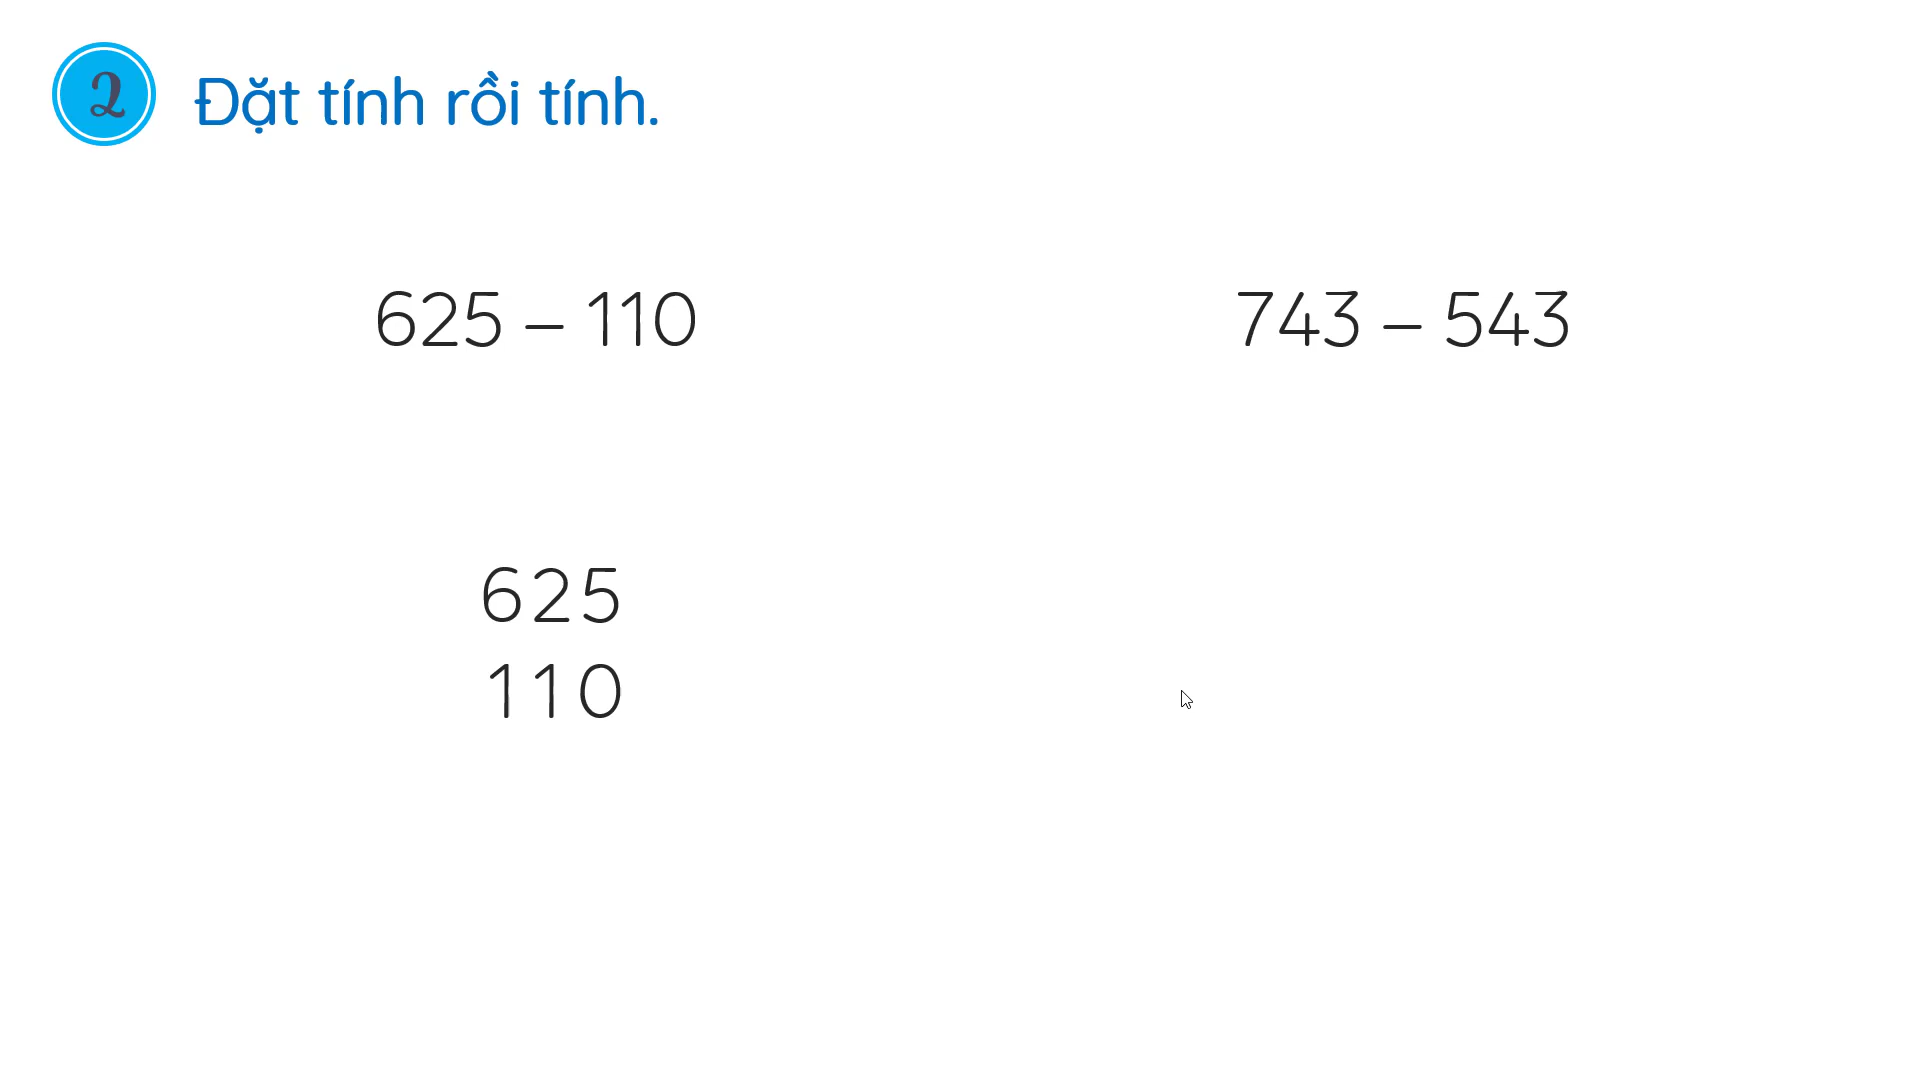 2 Đặt tính rồi tính.
625 – 110
743 – 543
625
110